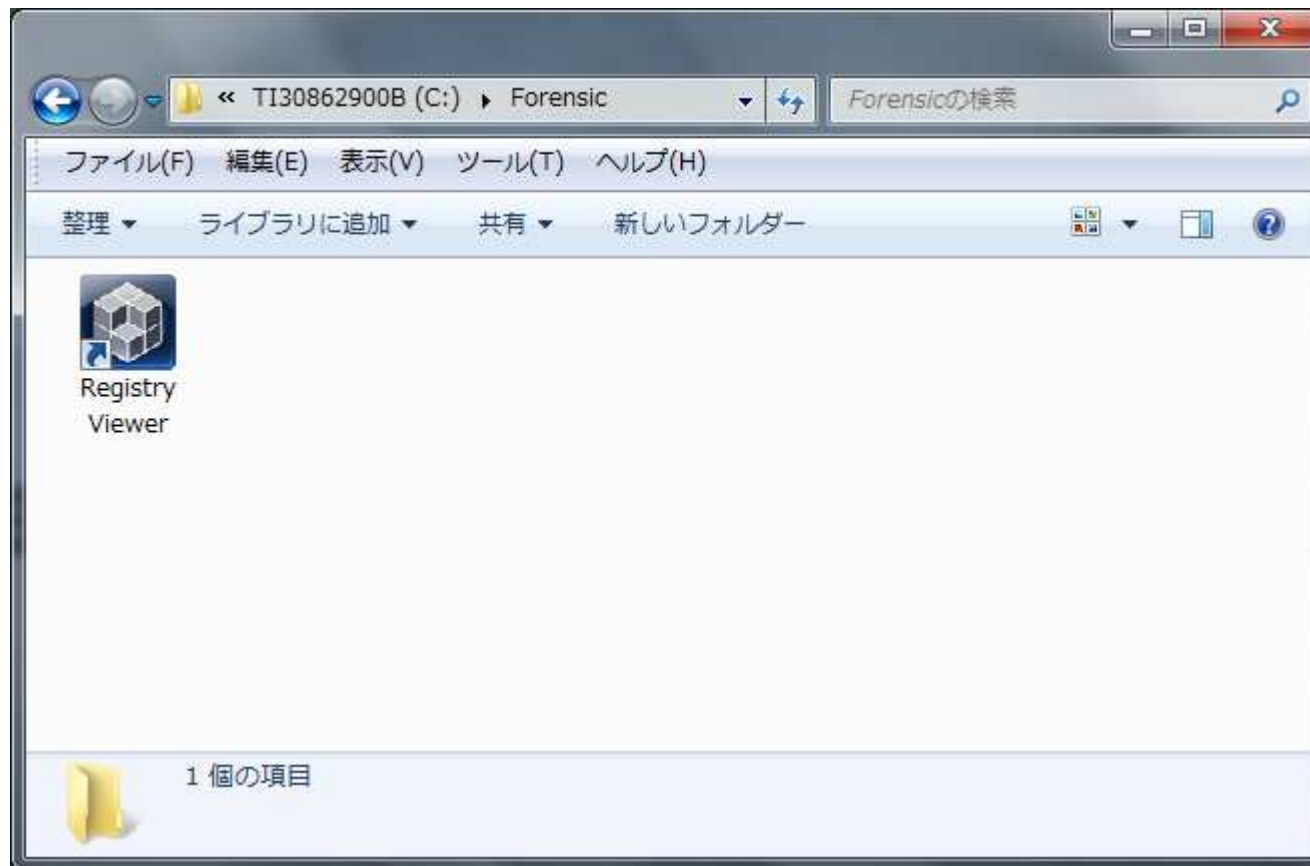 « TI30862900B (C:) ▸ Forensic
Forensicの検索
ファイル(F) 編集(E) 表示(V) ツール(T) ヘルプ(H)
整理 ライブラリに追加 共有 新しいフォルダー
Registry
Viewer
1 個の項目